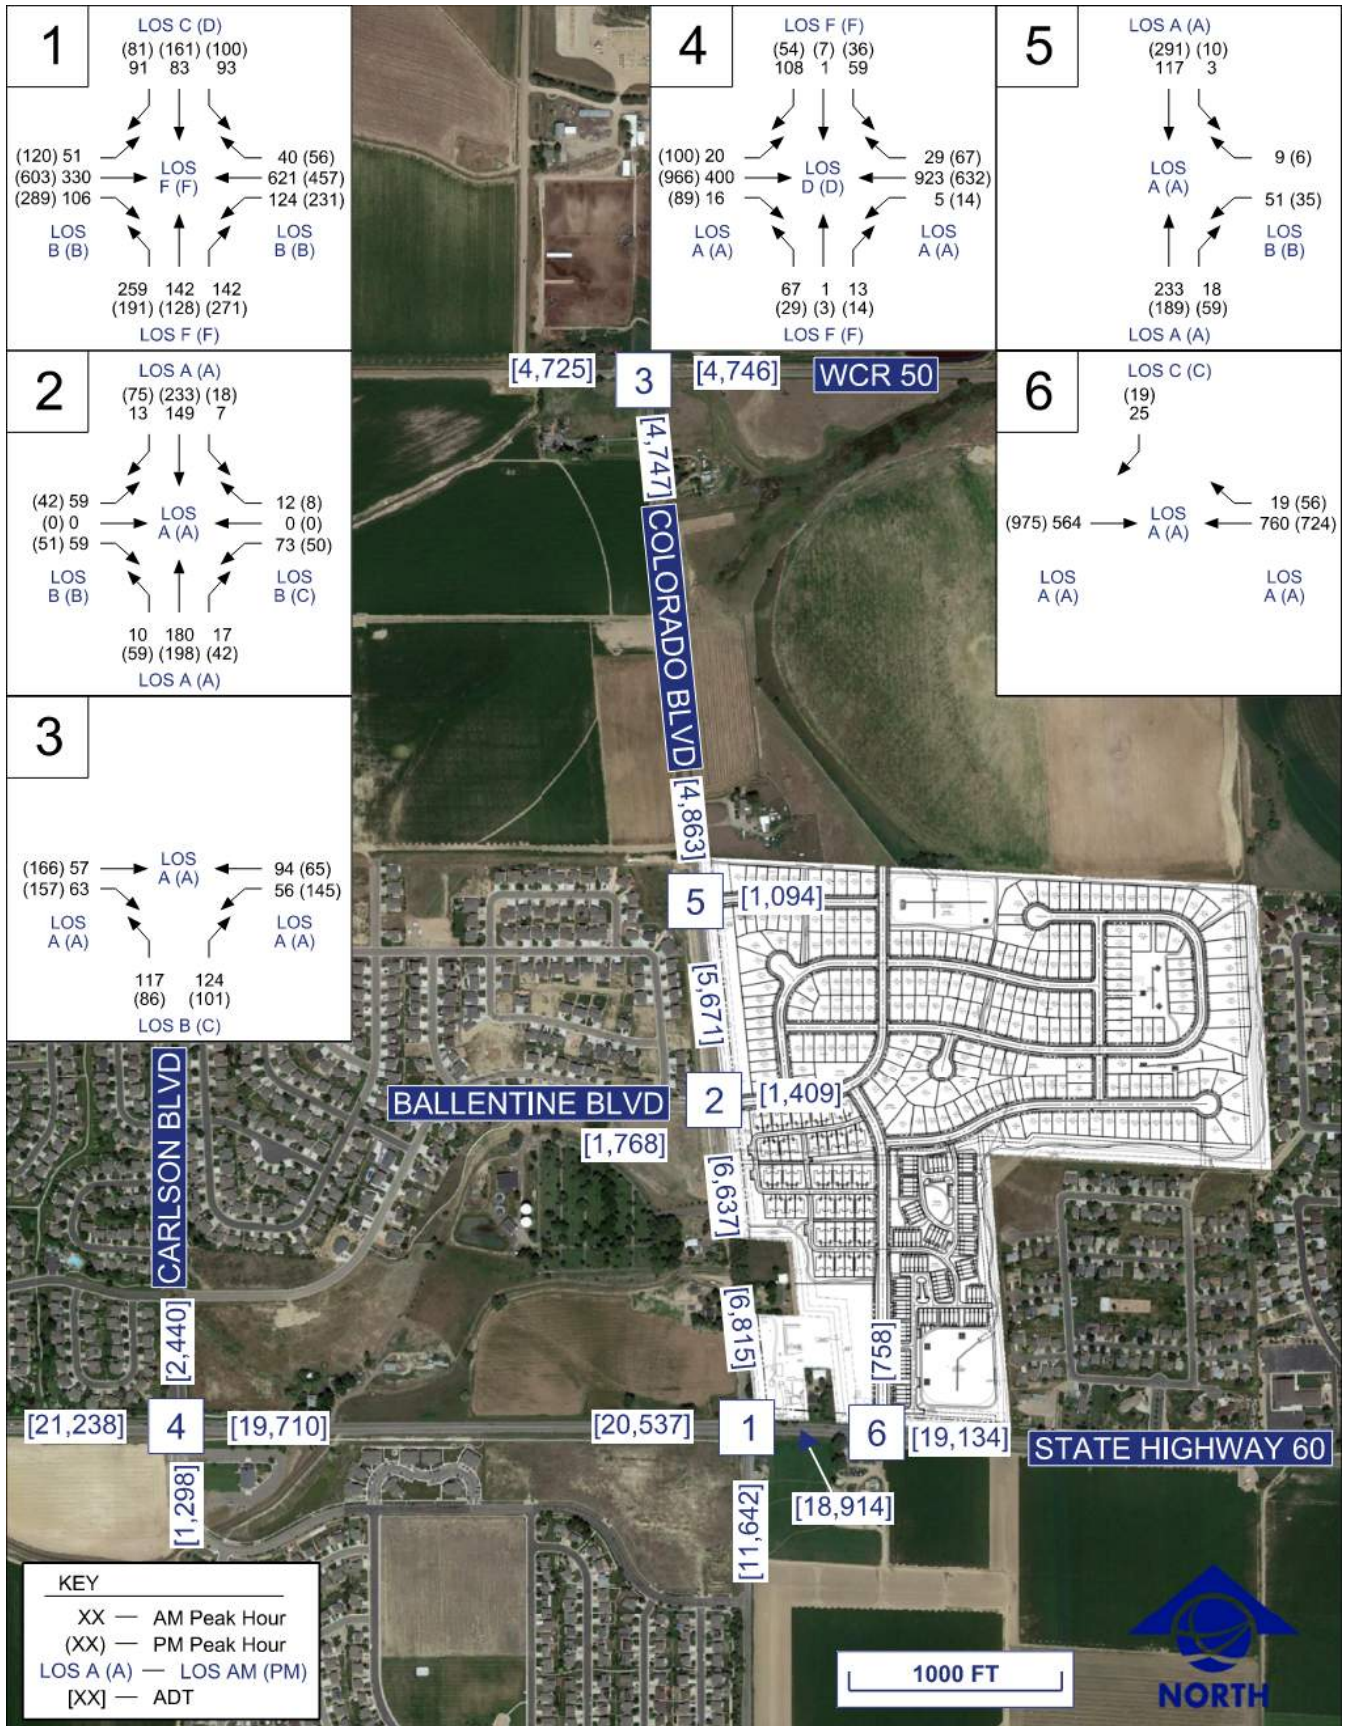 1
LOS C (D)
(81) (161) (100)
91 83 93
(120) 51
(603) 330
(289) 106
LOS
F (F)
40 (56)
621 (457)
124 (231)
LOS
B (B)
LOS
B (B)
259 142 142
(191) (128) (271)
LOS F (F)
4
LOS F (F)
(54) (7) (36)
108 1 59
(100) 20
(966) 400
(89) 16
LOS
D (D)
29 (67)
923 (632)
5 (14)
LOS
A (A)
LOS
A (A)
67 1 13
(29) (3) (14)
LOS F (F)
5
LOS A (A)
(291) (10)
117 3
LOS
A (A)
9 (6)
51 (35)
LOS
B (B)
233 18
(189) (59)
LOS A (A)
2
LOS A (A)
(75) (233) (18)
13 149 7
(42) 59
(0) 0
(51) 59
LOS
A (A)
12 (8)
0 (0)
73 (50)
LOS
B (B)
LOS
B (C)
10 180 17
(59) (198) (42)
LOS A (A)
6
LOS C (C)
(19)
25
(975) 564
LOS
A (A)
19 (56)
760 (724)
LOS
A (A)
LOS
A (A)
3
(166) 57
(157) 63
LOS
A (A)
94 (65)
56 (145)
LOS
A (A)
LOS
A (A)
117 124
(86) (101)
LOS B (C)
[4,725]
3
[4,746]
WCR 50
[4,747]
COLORADO BLVD
[4,863]
5
[1,094]
[5,671]
BALLENTINE BLVD
2
[1,409]
[1,768]
[6,637]
CARLSON BLVD
[2,440]
[6,815]
[758]
[21,238]
4
[19,710]
[20,537]
1
6
[19,134]
STATE HIGHWAY 60
[1,298]
[11,642]
[18,914]
KEY
XX — AM Peak Hour
(XX) — PM Peak Hour
LOS A (A) — LOS AM (PM)
[XX] — ADT
1000 FT
NORTH